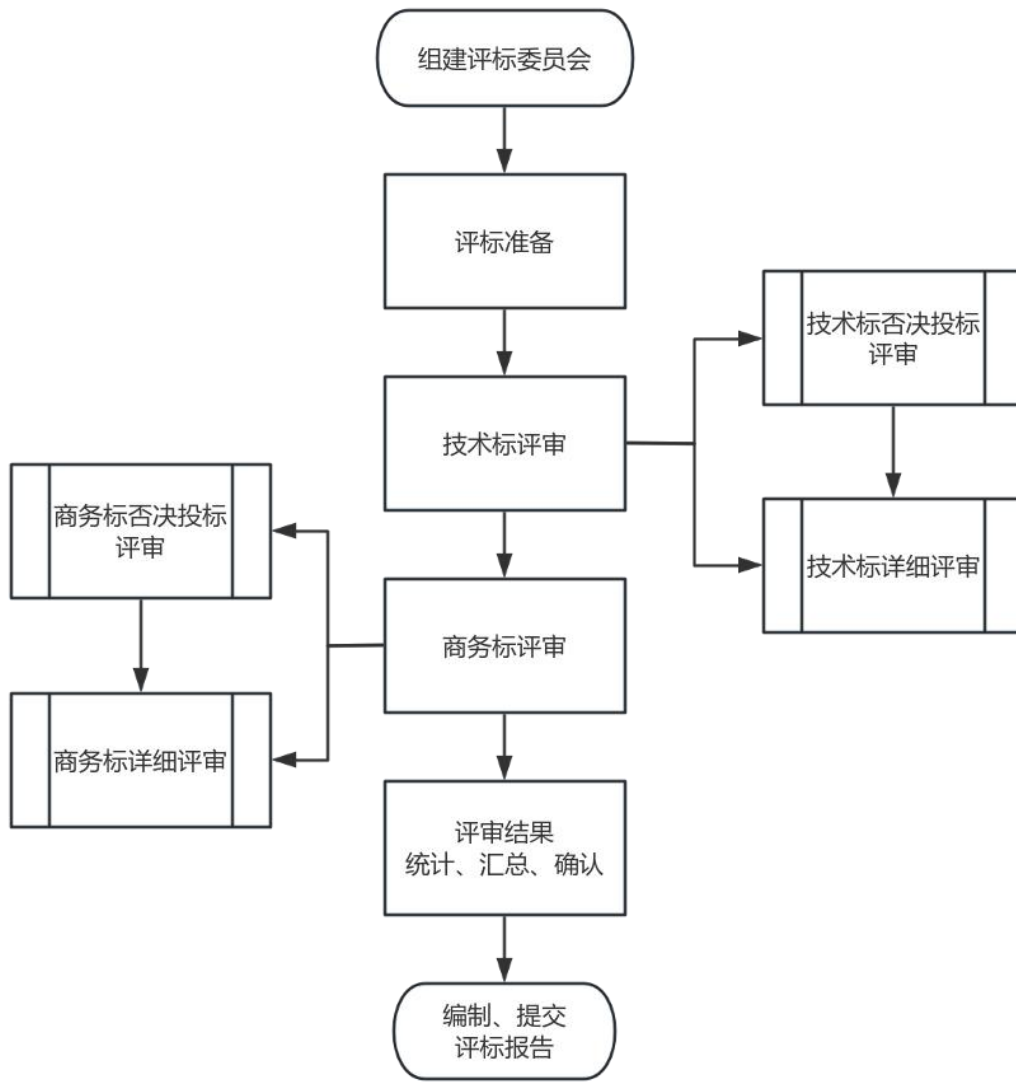 组建评标委员会
评标准备
技术标否决投标
评审
技术标评审
商务标否决投标
评审
技术标详细评审
商务标评审
商务标详细评审
评审结果
统计、汇总、确认
编制、提交
评标报告